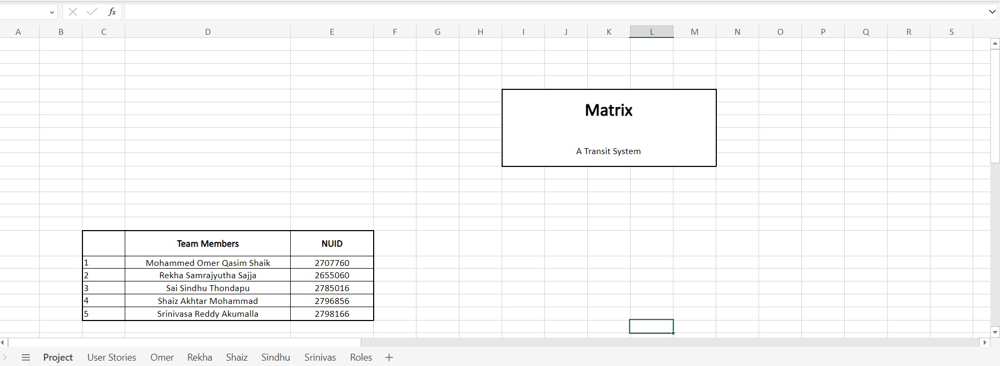 fx
A B C D E F G H I J K L M N O P Q R S
Matrix
A Transit System
Team Members NUID
1 Mohammed Omer Qasim Shaik 2707760
2 Rekha Samrajyutha Sajja 2655060
3 Sai Sindhu Thondapu 2785016
4 Shaiz Akhtar Mohammad 2796856
5 Srinivasa Reddy Akumalla 2798166
Project User Stories Omer Rekha Shaiz Sindhu Srinivas Roles